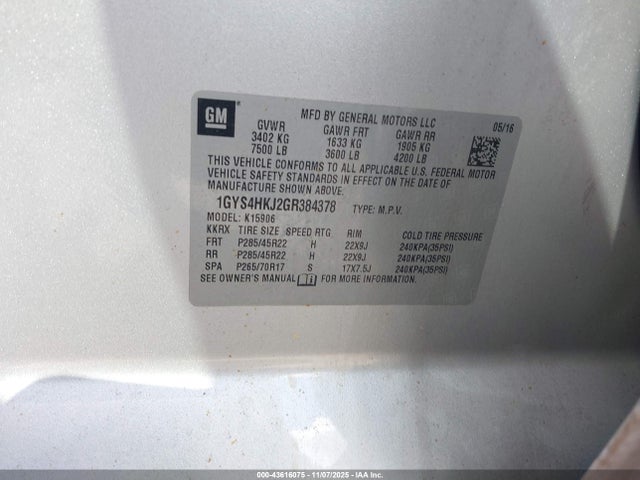 GM
MFD BY GENERAL MOTORS LLC
05/16
GVWR GAWR FRT GAWR RR
3402 KG 1633 KG 1905 KG
7500 LB 3600 LB 4200 LB
THIS VEHICLE CONFORMS TO ALL APPLICABLE U.S. FEDERAL MOTOR
VEHICLE SAFETY STANDARDS IN EFFECT ON THE DATE OF
MANUFACTURE SHOWN ABOVE.
1GYS4HKJ2GR384378 TYPE: M.P.V.
MODEL: K15906
KKRX TIRE SIZE SPEED RTG RIM COLD TIRE PRESSURE
FRT P285/45R22 H 22X9J 240KPA(35PSI)
RR P285/45R22 H 22X9J 240KPA(35PSI)
SPA P265/70R17 S 17X7.5J 240KPA(35PSI)
SEE OWNER'S MANUAL FOR MORE INFORMATION.
000-43616075 - 11/07/2025 - IAA Inc.